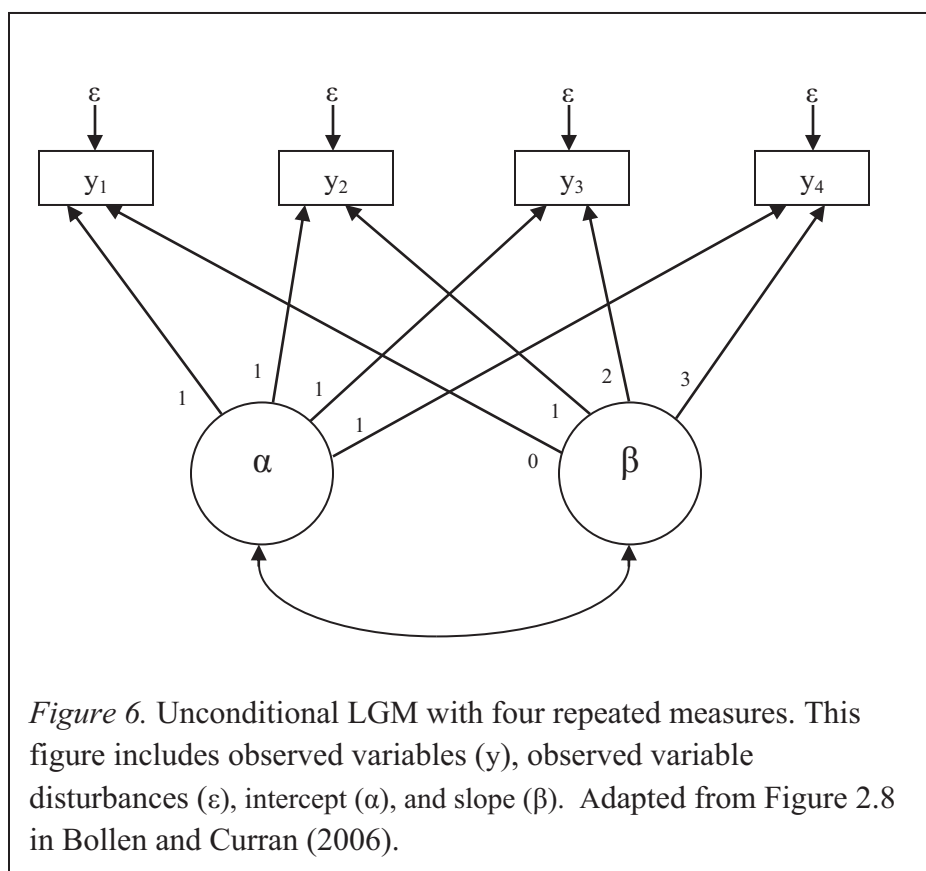 ε ε ε ε
y₁ y₂ y₃ y₄
1 1 1 1 0 1 2 3
α β
Figure 6. Unconditional LGM with four repeated measures. This
figure includes observed variables (y), observed variable
disturbances (ε), intercept (α), and slope (β). Adapted from Figure 2.8
in Bollen and Curran (2006).